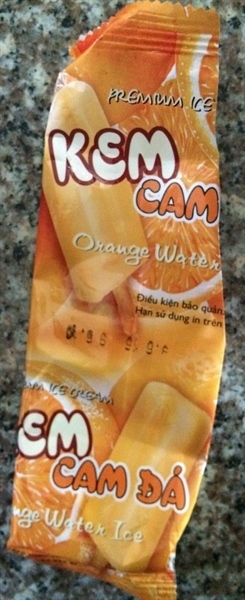 PREMIUM ICE
KEM
CAM
Orange Water
Điều kiện bảo quản
Hạn sử dụng in trên
UM ICE CREAM
EM
CAM ĐÁ
nge Water Ice